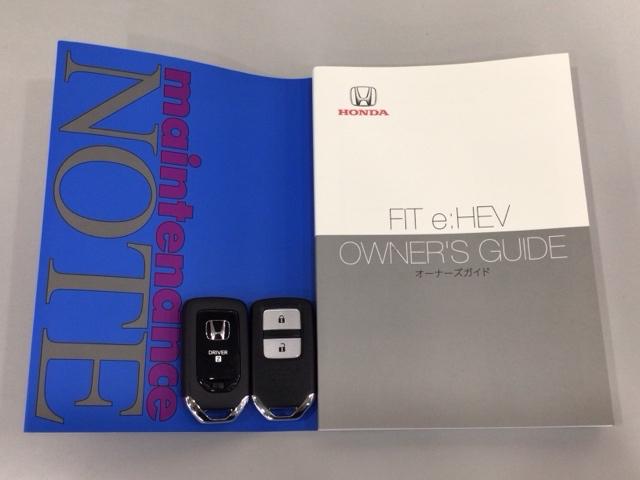 maintenance
NOTE
HONDA
FIT e:HEV
OWNER'S GUIDE
オーナーズガイド
DRIVER
2